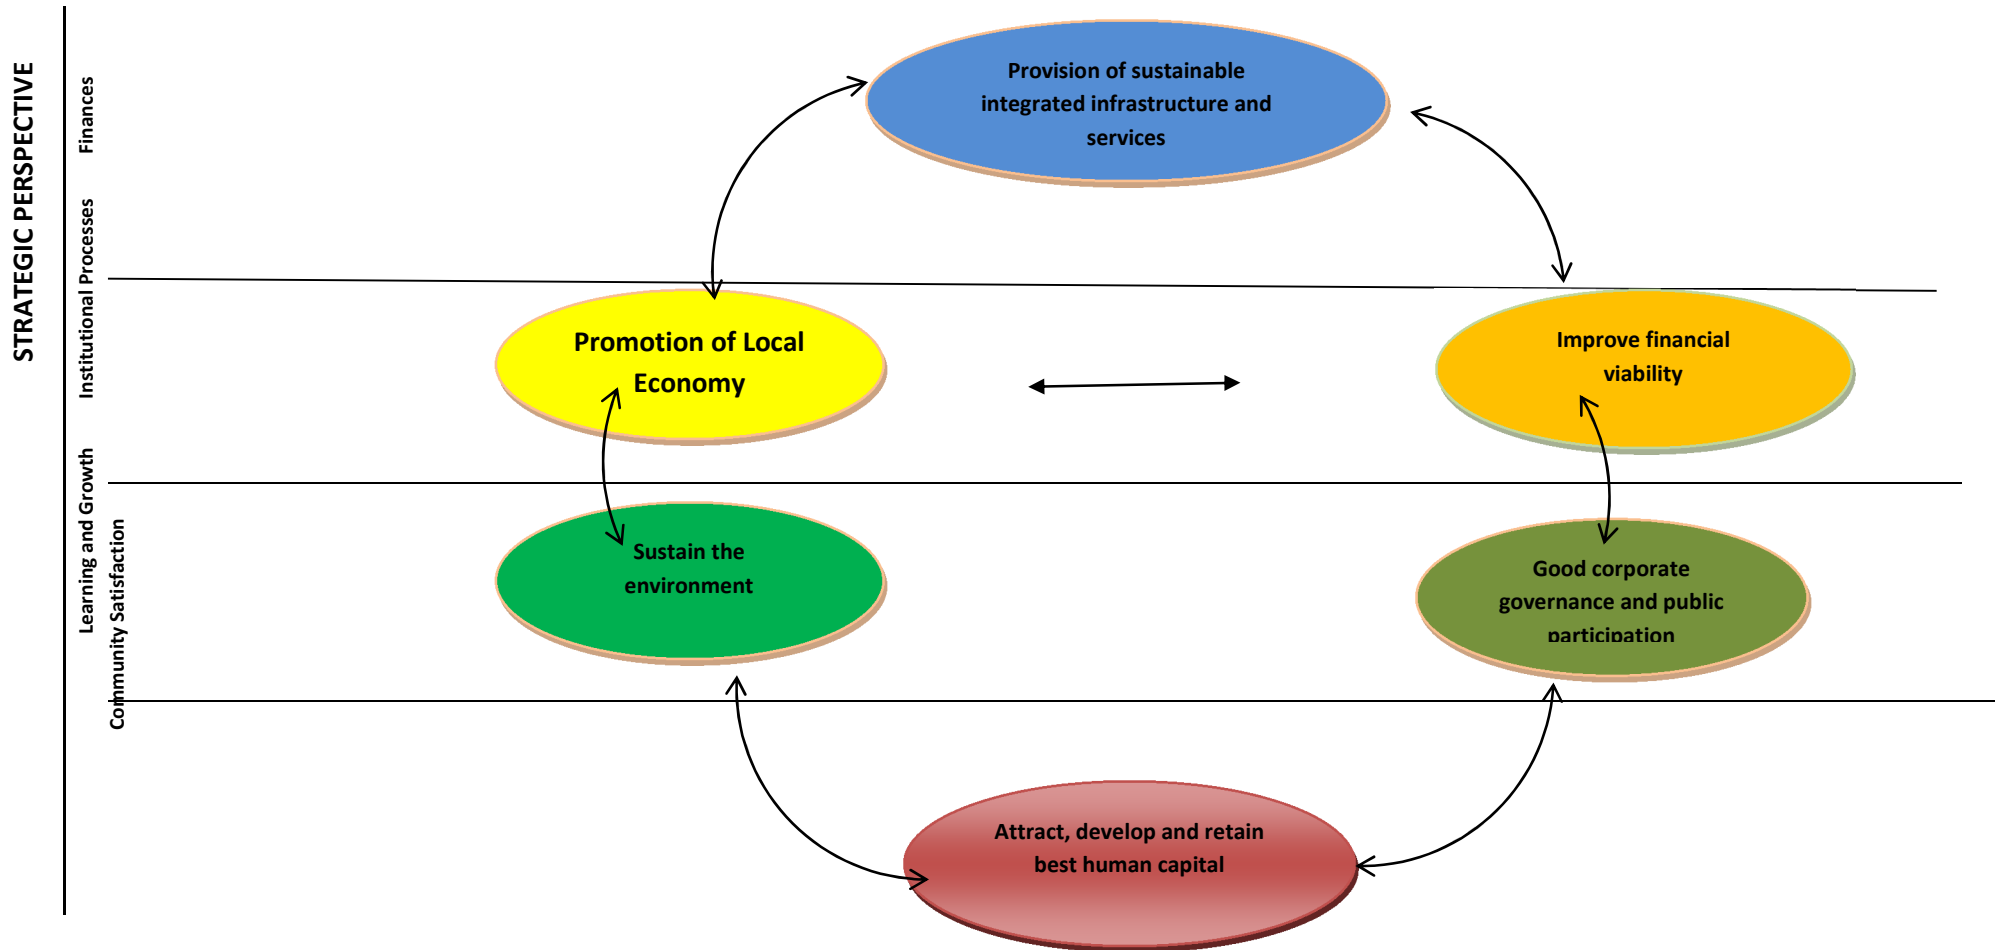 STRATEGIC PERSPECTIVE
Finances
Institutional Processes
Learning and Growth
Community Satisfaction
Provision of sustainable
integrated infrastructure and
services
Promotion of Local
Economy
Improve financial
viability
Sustain the
environment
Good corporate
governance and public
participation
Attract, develop and retain
best human capital